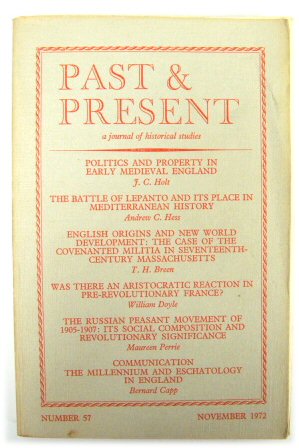 PAST &
PRESENT
a journal of historical studies
POLITICS AND PROPERTY IN
EARLY MEDIEVAL ENGLAND
J. C. Holt
THE BATTLE OF LEPANTO AND ITS PLACE IN
MEDITERRANEAN HISTORY
Andrew C. Hess
ENGLISH ORIGINS AND NEW WORLD
DEVELOPMENT: THE CASE OF THE
COVENANTED MILITIA IN SEVENTEENTH-
CENTURY MASSACHUSETTS
T. H. Breen
WAS THERE AN ARISTOCRATIC REACTION IN
PRE-REVOLUTIONARY FRANCE?
William Doyle
THE RUSSIAN PEASANT MOVEMENT OF
1905-1907: ITS SOCIAL COMPOSITION AND
REVOLUTIONARY SIGNIFICANCE
Maureen Perrie
COMMUNICATION
THE MILLENNIUM AND ESCHATOLOGY
IN ENGLAND
Bernard Capp
NUMBER 57 NOVEMBER 1972